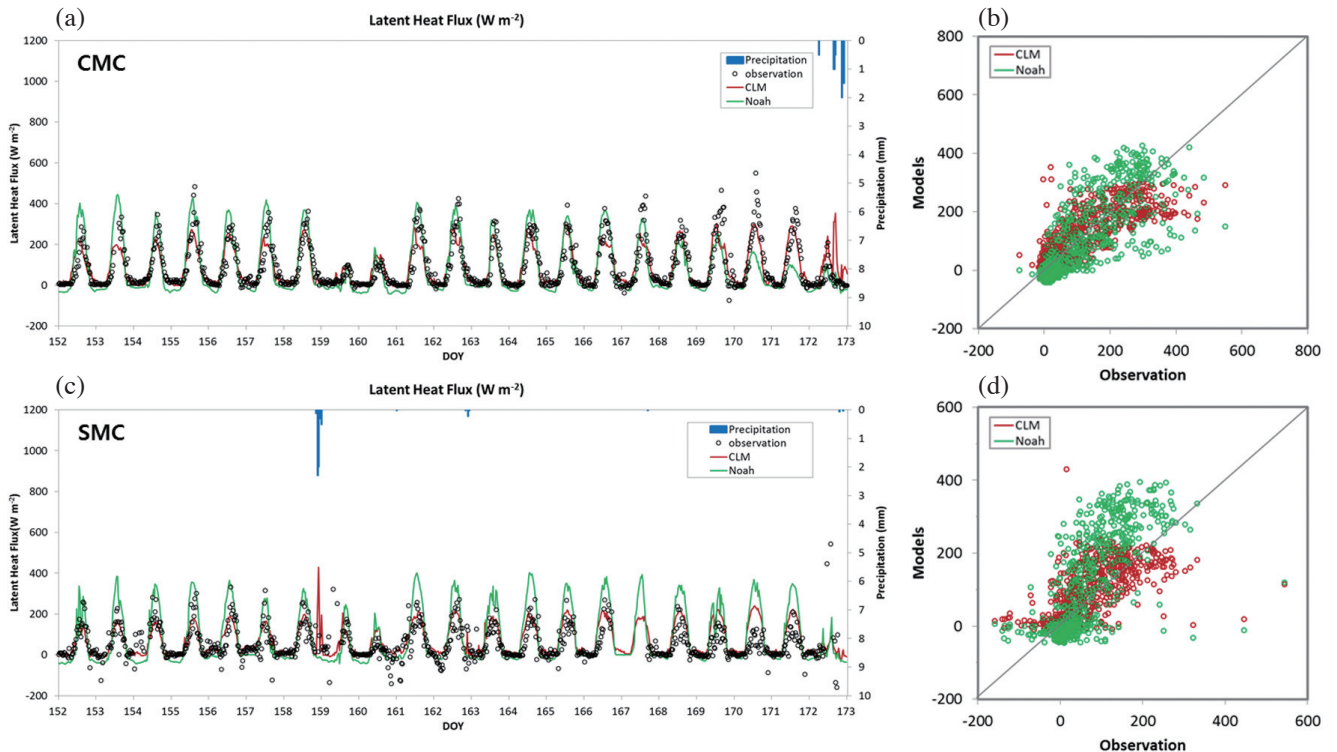 (a)
Latent Heat Flux (W m⁻²)
(b)
CMC
Precipitation
observation
CLM
Noah
1200
1000
800
600
400
200
0
-200
Latent Heat Flux (W m⁻²)
0
1
2
3
4
5
6
7
8
9
10
Precipitation (mm)
152 153 154 155 156 157 158 159 160 161 162 163 164 165 166 167 168 169 170 171 172 173
DOY
CLM
Noah
800
600
400
200
0
-200
Models
-200 0 200 400 600 800
Observation
(c)
Latent Heat Flux (W m⁻²)
(d)
SMC
Precipitation
observation
CLM
Noah
1200
1000
800
600
400
200
0
-200
Latent Heat Flux(W m⁻²)
0
1
2
3
4
5
6
7
8
9
10
Precipitation (mm)
152 153 154 155 156 157 158 159 160 161 162 163 164 165 166 167 168 169 170 171 172 173
DOY
CLM
Noah
600
400
200
0
-200
Models
-200 0 200 400 600
Observation